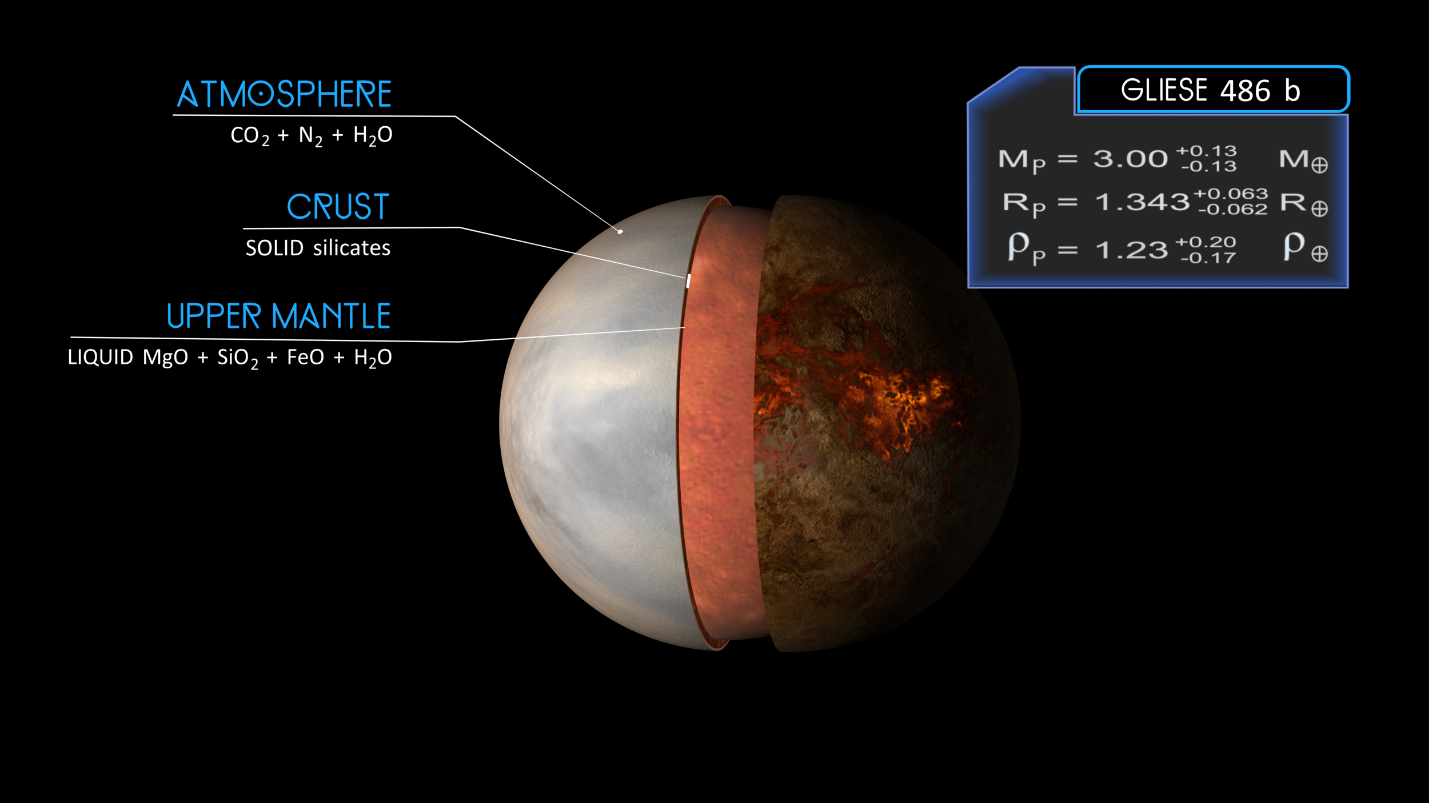 ATMOSPHERE
CO₂ + N₂ + H₂O
CRUST
SOLID silicates
UPPER MANTLE
LIQUID MgO + SiO₂ + FeO + H₂O
GLIESE 486 b
Mₚ = 3.00 +0.13 -0.13 M⊕
Rₚ = 1.343 +0.063 -0.062 R⊕
ρₚ = 1.23 +0.20 -0.17 ρ⊕